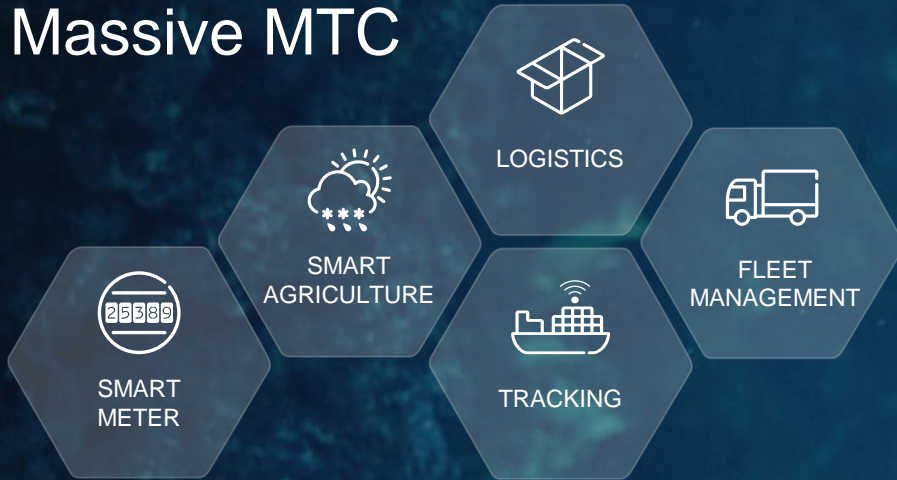 Massive MTC
LOGISTICS
SMART
AGRICULTURE
FLEET
MANAGEMENT
25389
SMART
METER
TRACKING